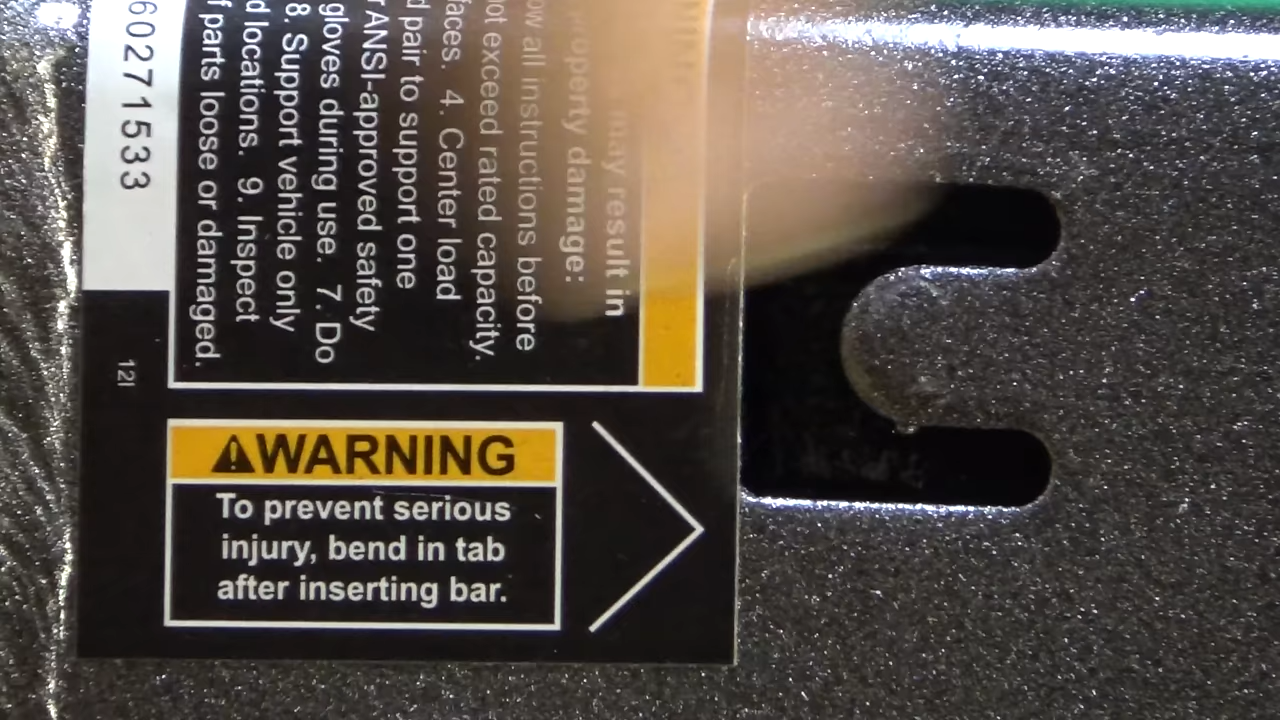 may result in
property damage:
ow all instructions before
not exceed rated capacity.
faces. 4. Center load
d pair to support one
r ANSI-approved safety
gloves during use. 7. Do
8. Support vehicle only
d locations. 9. Inspect
f parts loose or damaged.
60271533
12I
WARNING
To prevent serious
injury, bend in tab
after inserting bar.